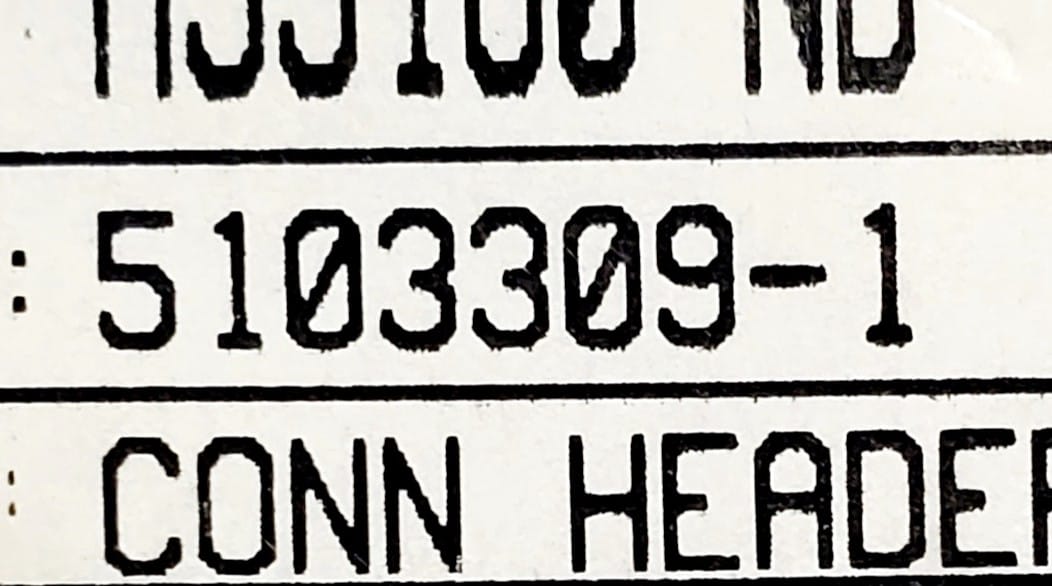 : 5103309-1
: CONN HEADER